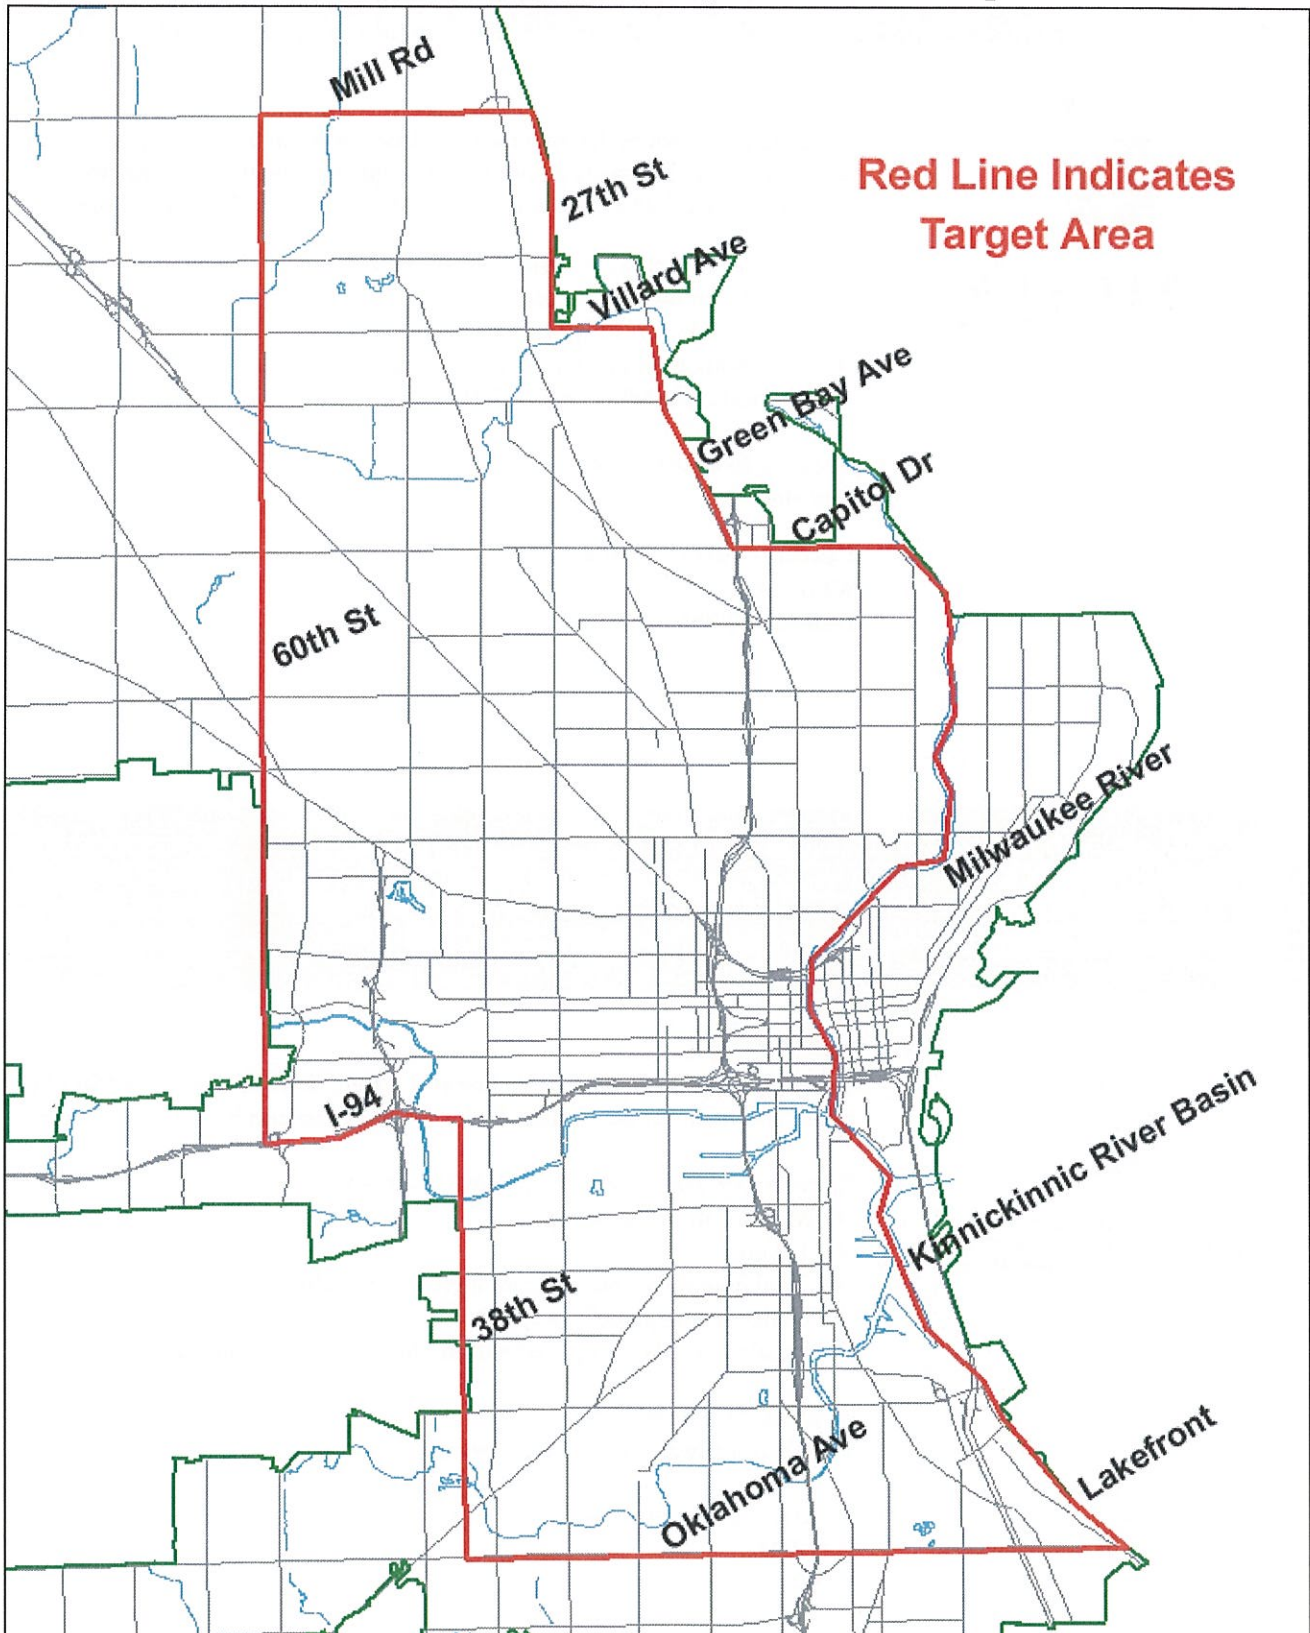 Mill Rd
27th St
Red Line Indicates
Target Area
Villard Ave
Green Bay Ave
Capitol Dr
60th St
Milwaukee River
I-94
Kinnickinnic River Basin
38th St
Oklahoma Ave
Lakefront